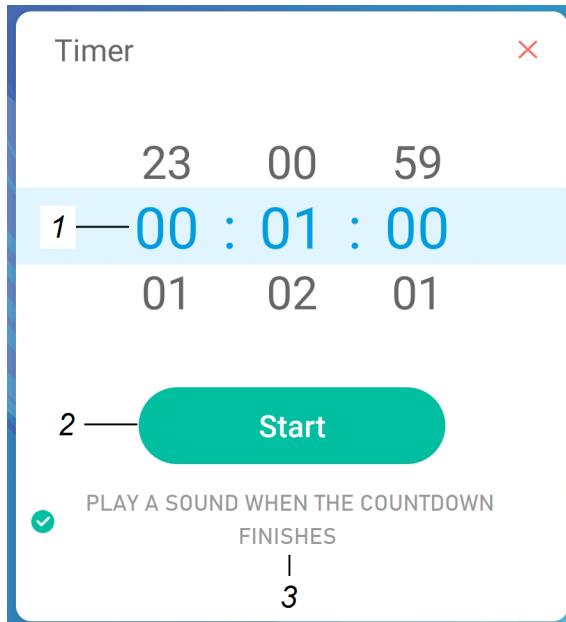 Timer
23 00 59
1 00 : 01 : 00
01 02 01
2 Start
PLAY A SOUND WHEN THE COUNTDOWN
FINISHES
3